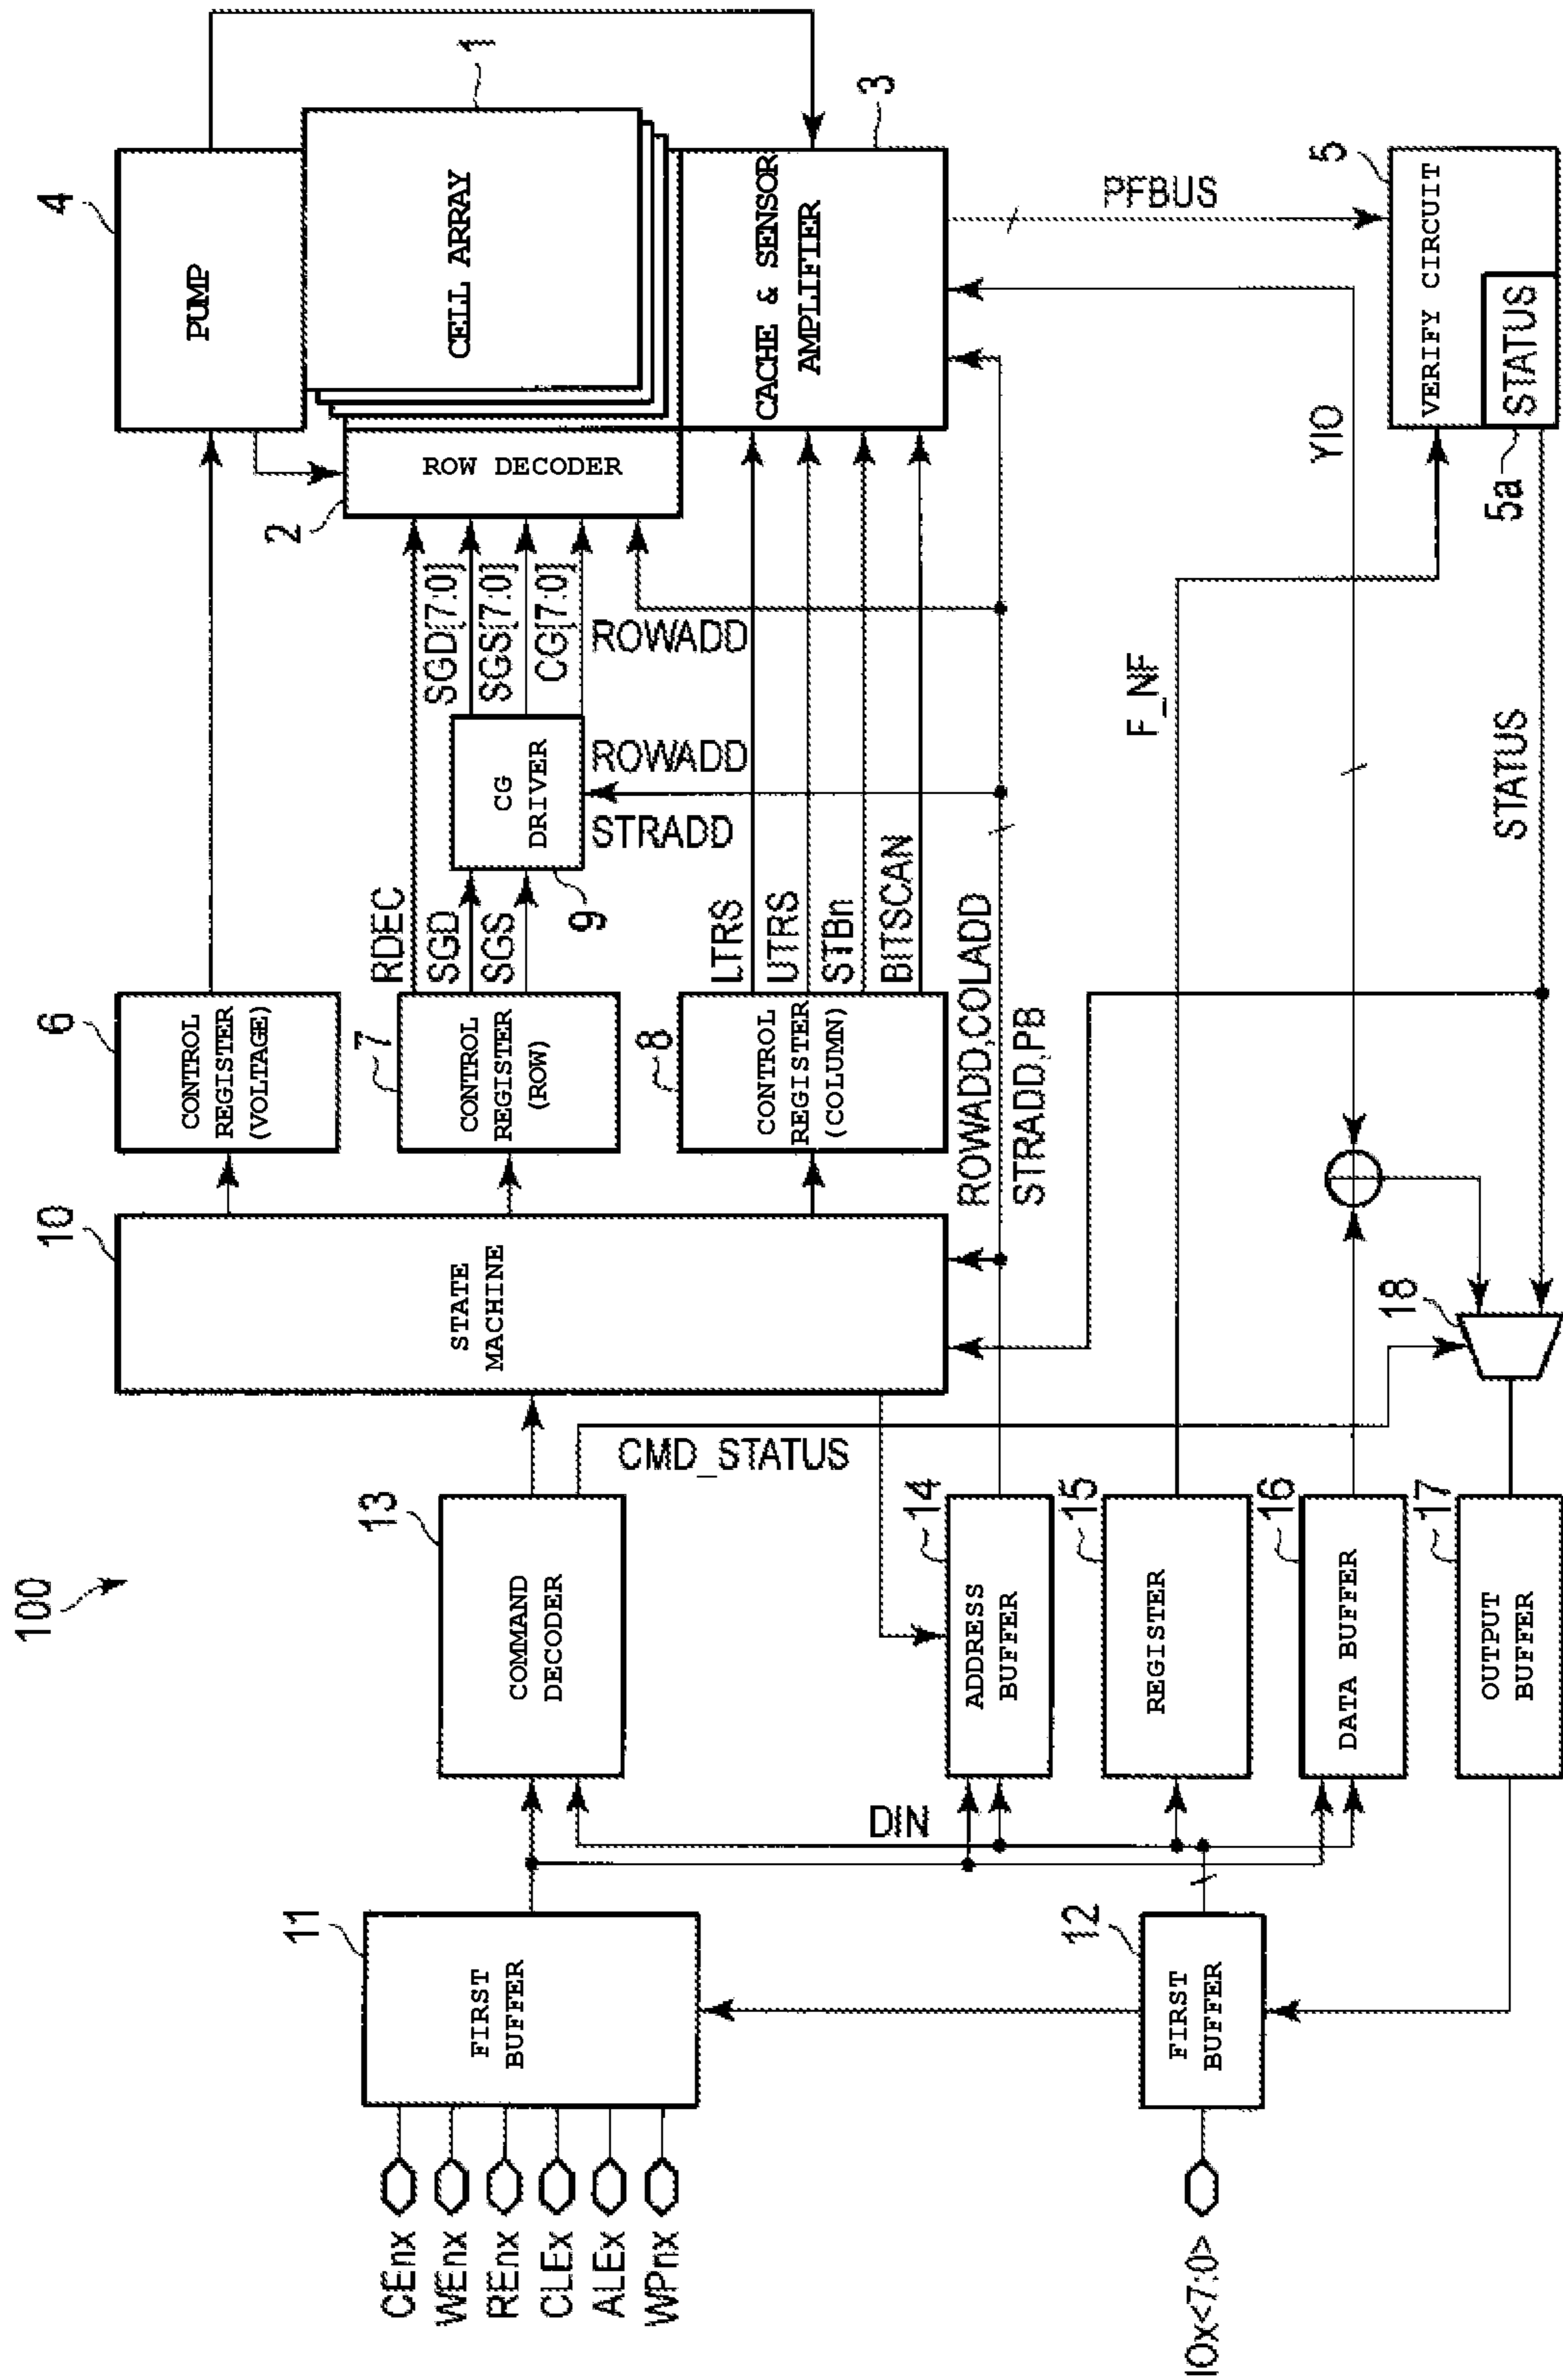 100
CEnx
WEnx
REnx
CLEx
ALEx
WPnx
IOx<7:0>
11
FIRST
BUFFER
12
FIRST
BUFFER
DIN
13
COMMAND
DECODER
CMD_STATUS
14
ADDRESS
BUFFER
15
REGISTER
16
DATA BUFFER
17
OUTPUT
BUFFER
18
10
STATE
MACHINE
6
CONTROL
REGISTER
(VOLTAGE)
7
CONTROL
REGISTER
(ROW)
8
CONTROL
REGISTER
(COLUMN)
ROWADD,COLADD
STRADD,PB
RDEC
SGD
SGS
9
CG
DRIVER
STRADD
ROWADD
SGD[7:0]
SGS[7:0]
CG[7:0]
ROWADD
LTRS
UTRS
STBn
BITSCAN
F_NF
YIO
STATUS
4
PUMP
1
CELL ARRAY
2
ROW DECODER
3
CACHE & SENSOR
AMPLIFIER
PFBUS
5
VERIFY CIRCUIT
5a
STATUS